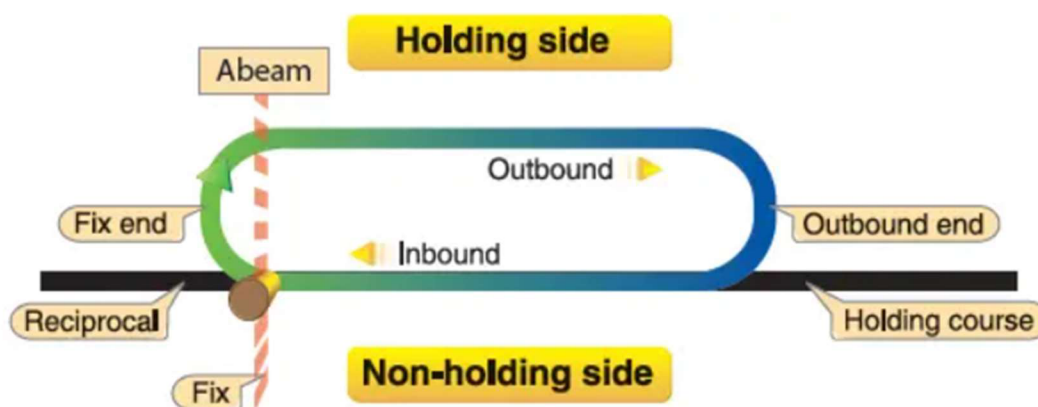 Holding side
Abeam
Outbound
Fix end
Outbound end
Inbound
Reciprocal
Holding course
Non-holding side
Fix